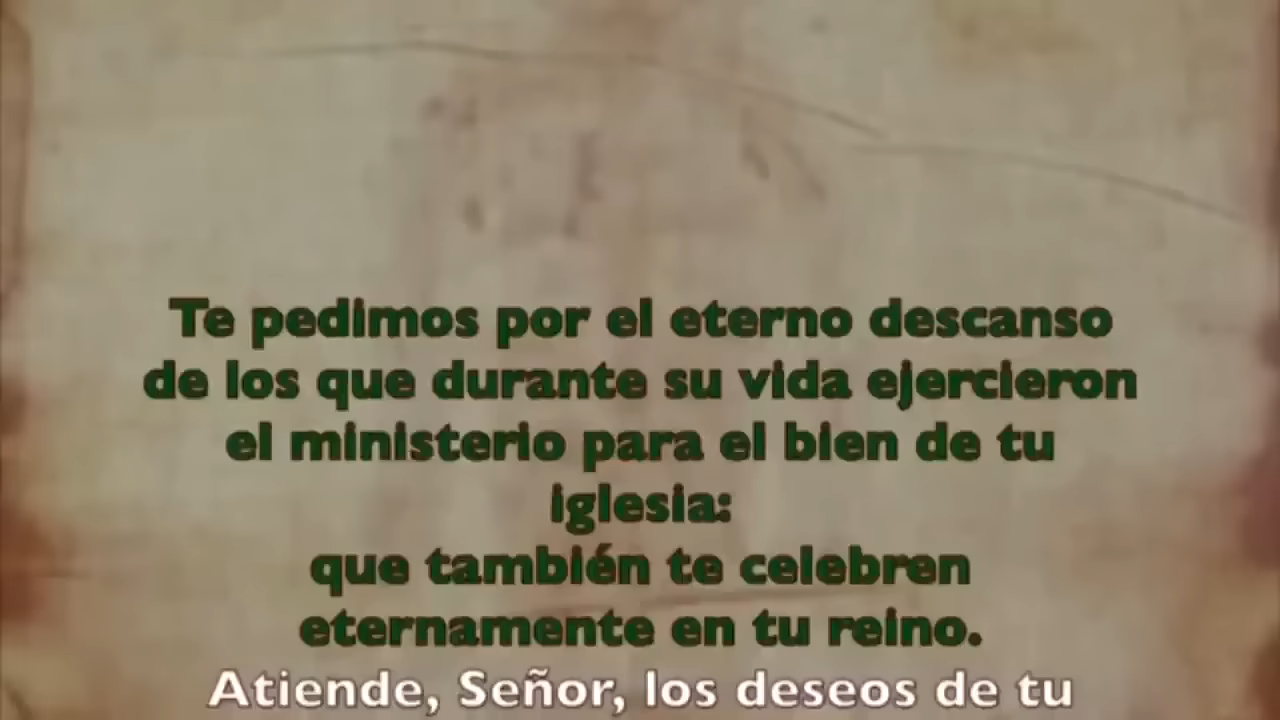 Te pedimos por el eterno descanso
de los que durante su vida ejercieron
el ministerio para el bien de tu
iglesia:
que también te celebren
eternamente en tu reino.
Atiende, Señor, los deseos de tu